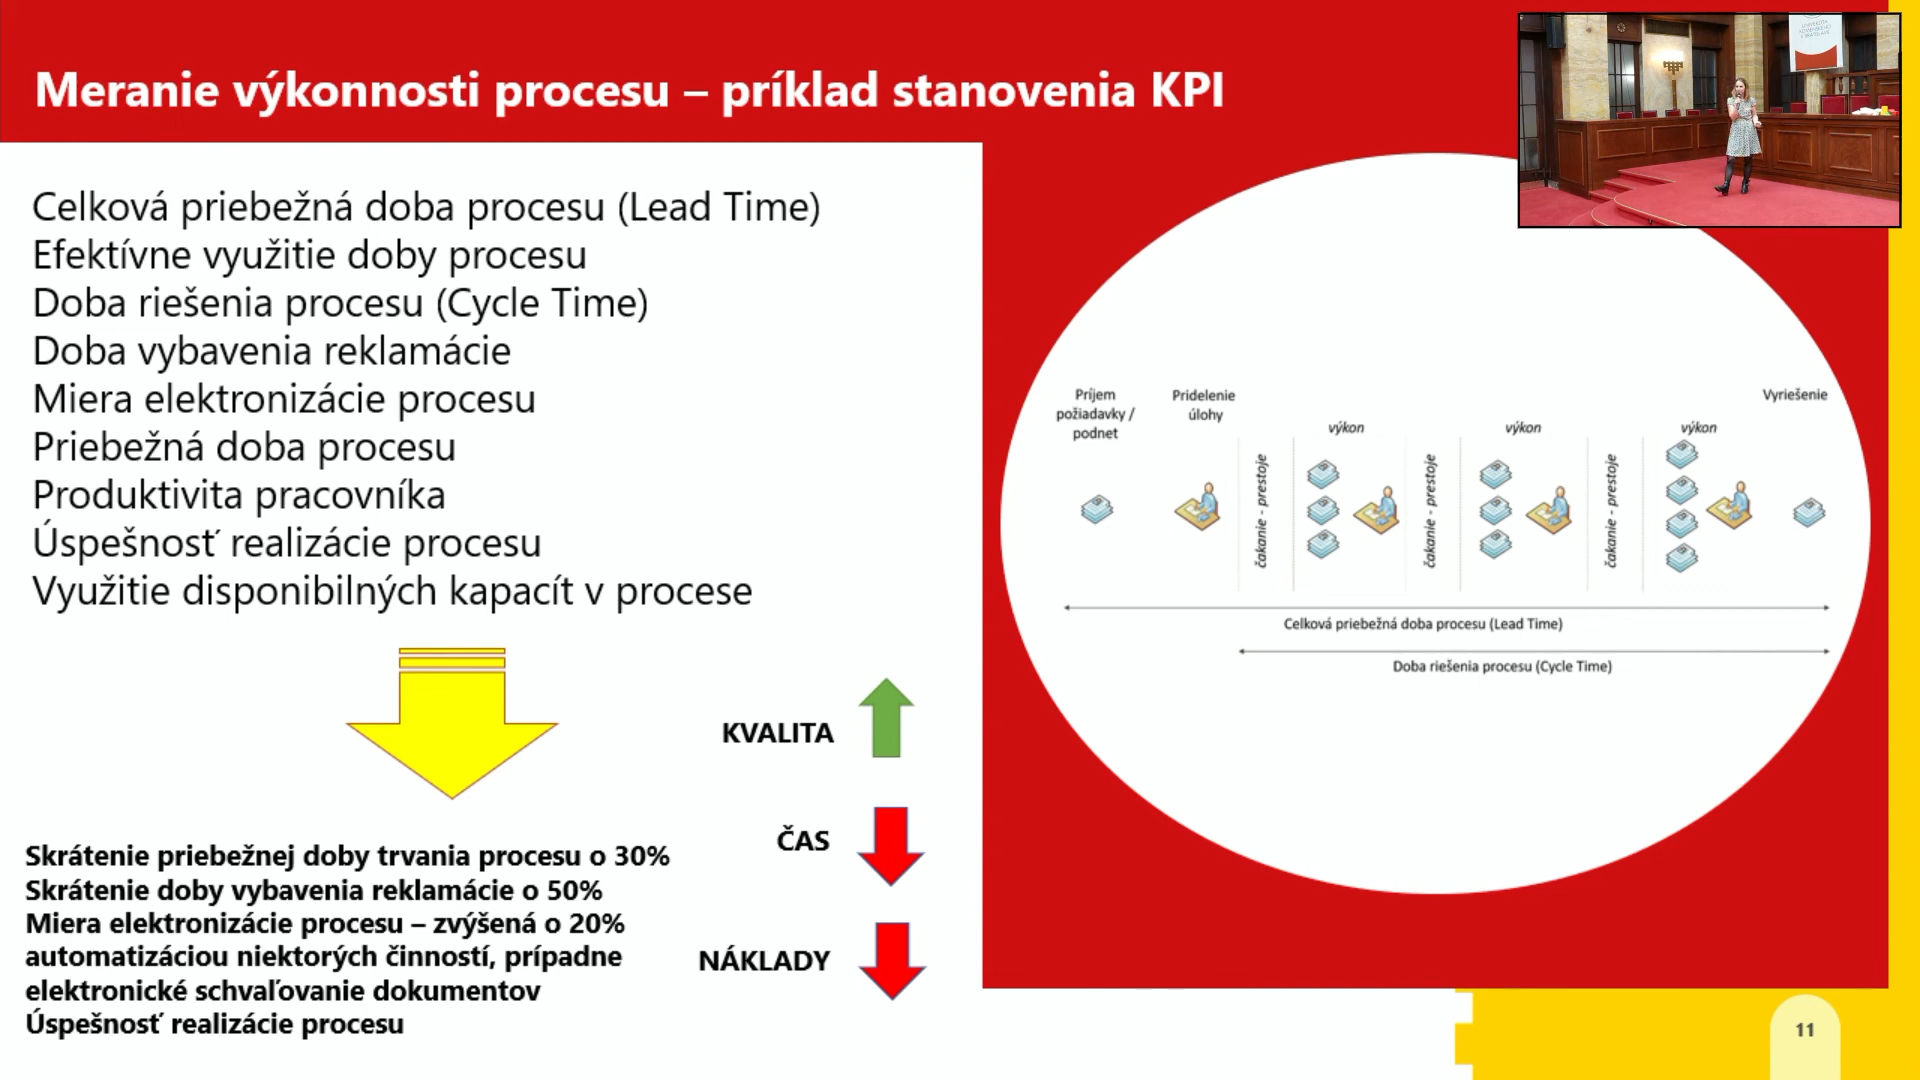 Meranie výkonnosti procesu – príklad stanovenia KPI
Celková priebežná doba procesu (Lead Time)
Efektívne využitie doby procesu
Doba riešenia procesu (Cycle Time)
Doba vybavenia reklamácie
Miera elektronizácie procesu
Priebežná doba procesu
Produktivita pracovníka
Úspešnosť realizácie procesu
Využitie disponibilných kapacít v procese
KVALITA
ČAS
NÁKLADY
Skrátenie priebežnej doby trvania procesu o 30%
Skrátenie doby vybavenia reklamácie o 50%
Miera elektronizácie procesu – zvýšená o 20%
automatizáciou niektorých činností, prípadne
elektronické schvaľovanie dokumentov
Úspešnosť realizácie procesu
Príjem
požiadavky /
podnet
Pridelenie
úlohy
čakanie - prestoje
výkon
čakanie - prestoje
výkon
čakanie - prestoje
výkon
Vyriešenie
Celková priebežná doba procesu (Lead Time)
Doba riešenia procesu (Cycle Time)
11